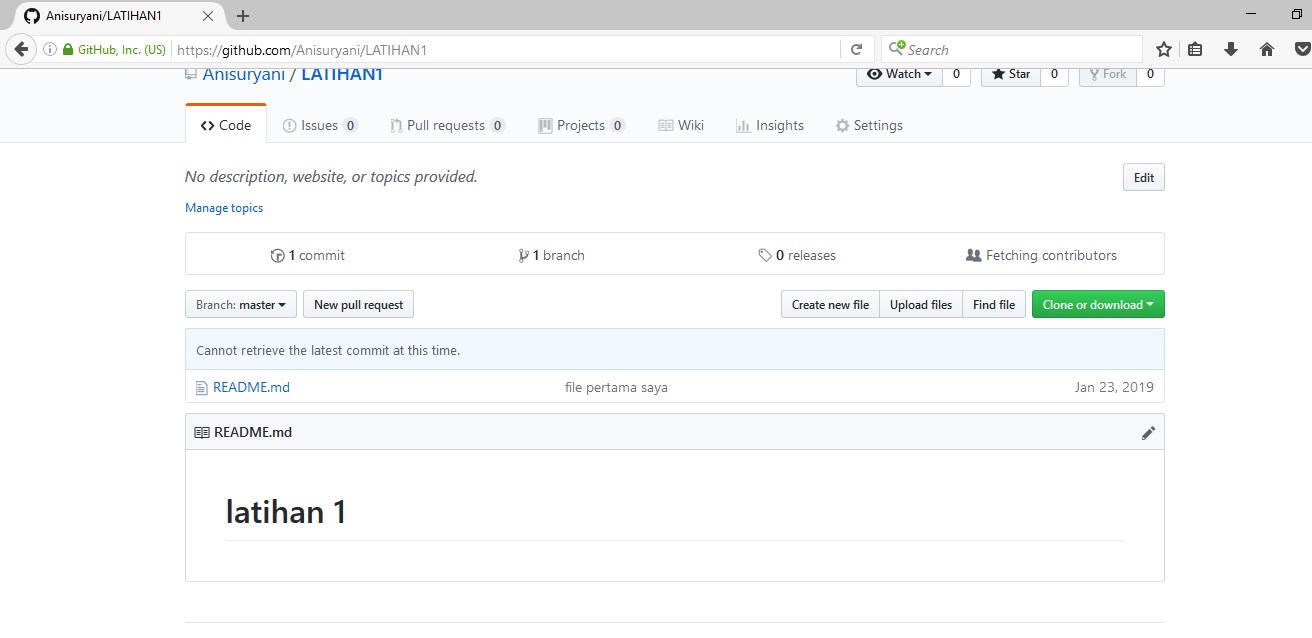 Anisuryani/LATIHAN1
GitHub, Inc. (US) https://github.com/Anisuryani/LATIHAN1 Search
Anisuryani / LATIHAN1 Watch 0 Star 0 Fork 0
Code Issues 0 Pull requests 0 Projects 0 Wiki Insights Settings
No description, website, or topics provided. Edit
Manage topics
1 commit 1 branch 0 releases Fetching contributors
Branch: master New pull request Create new file Upload files Find file Clone or download
Cannot retrieve the latest commit at this time.
README.md file pertama saya Jan 23, 2019
README.md
latihan 1